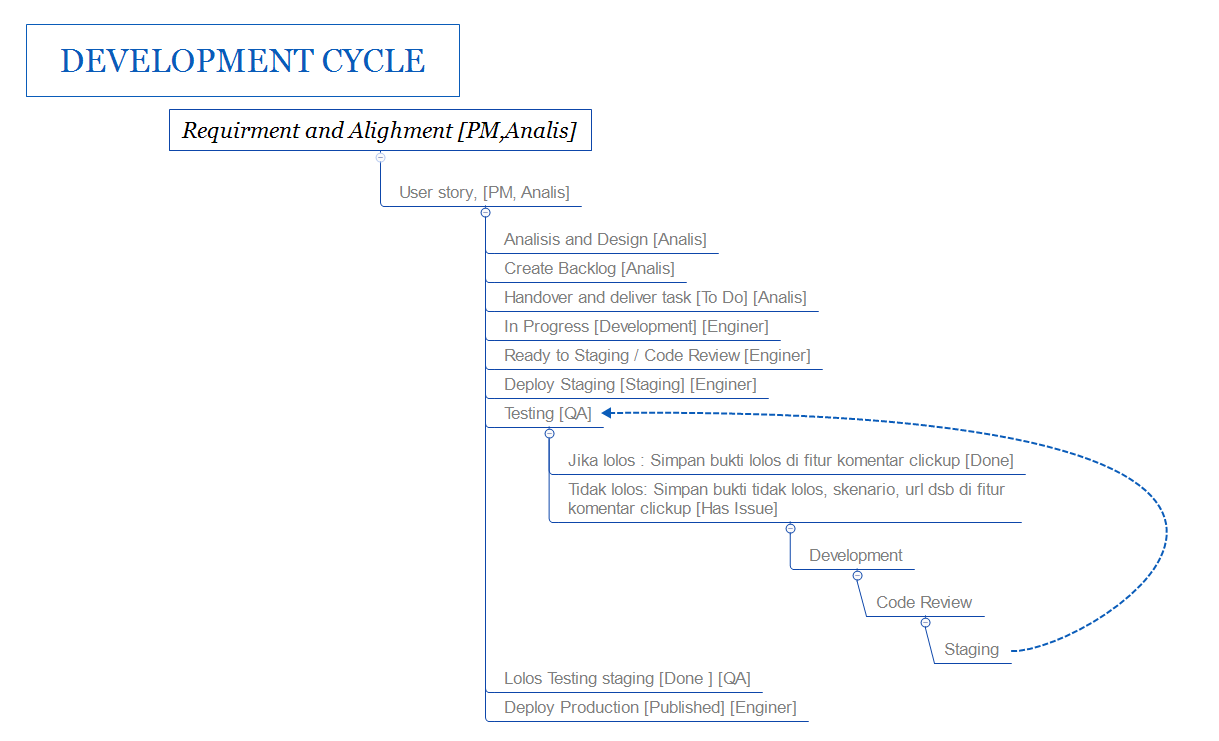 DEVELOPMENT CYCLE
Requirment and Alighment [PM,Analis]
User story, [PM, Analis]
Analisis and Design [Analis]
Create Backlog [Analis]
Handover and deliver task [To Do] [Analis]
In Progress [Development] [Enginer]
Ready to Staging / Code Review [Enginer]
Deploy Staging [Staging] [Enginer]
Testing [QA]
Jika lolos : Simpan bukti lolos di fitur komentar clickup [Done]
Tidak lolos: Simpan bukti tidak lolos, skenario, url dsb di fitur
komentar clickup [Has Issue]
Development
Code Review
Staging
Lolos Testing staging [Done ] [QA]
Deploy Production [Published] [Enginer]